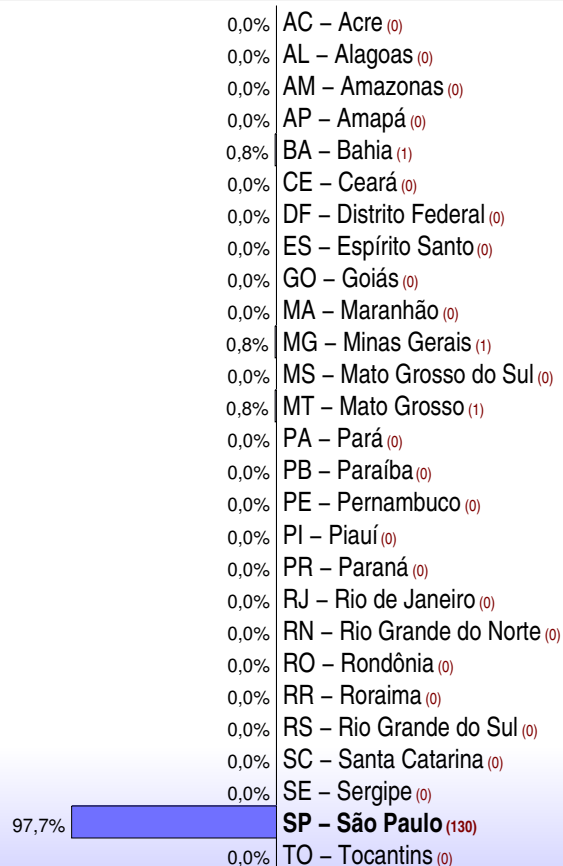 0,0% AC – Acre (0)
0,0% AL – Alagoas (0)
0,0% AM – Amazonas (0)
0,0% AP – Amapá (0)
0,8% BA – Bahia (1)
0,0% CE – Ceará (0)
0,0% DF – Distrito Federal (0)
0,0% ES – Espírito Santo (0)
0,0% GO – Goiás (0)
0,0% MA – Maranhão (0)
0,8% MG – Minas Gerais (1)
0,0% MS – Mato Grosso do Sul (0)
0,8% MT – Mato Grosso (1)
0,0% PA – Pará (0)
0,0% PB – Paraíba (0)
0,0% PE – Pernambuco (0)
0,0% PI – Piauí (0)
0,0% PR – Paraná (0)
0,0% RJ – Rio de Janeiro (0)
0,0% RN – Rio Grande do Norte (0)
0,0% RO – Rondônia (0)
0,0% RR – Roraima (0)
0,0% RS – Rio Grande do Sul (0)
0,0% SC – Santa Catarina (0)
0,0% SE – Sergipe (0)
97,7% SP – São Paulo (130)
0,0% TO – Tocantins (0)